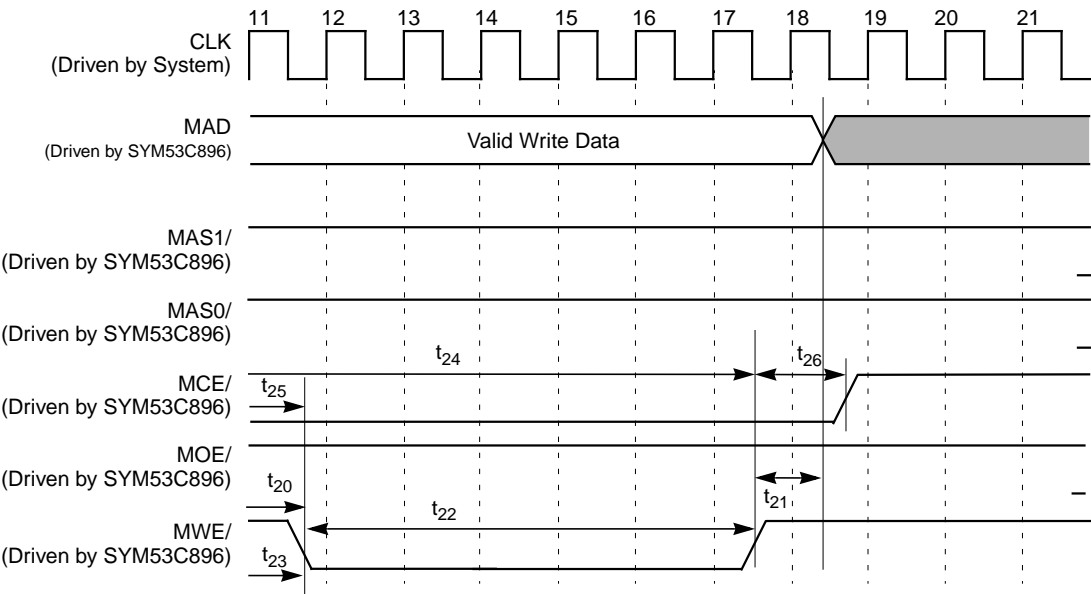 11 12 13 14 15 16 17 18 19 20 21
CLK
(Driven by System)
MAD
(Driven by SYM53C896)
Valid Write Data
MAS1/
(Driven by SYM53C896)
MAS0/
(Driven by SYM53C896)
t24
t26
MCE/
(Driven by SYM53C896)
t25
MOE/
(Driven by SYM53C896)
t20
t21
t22
MWE/
(Driven by SYM53C896)
t23